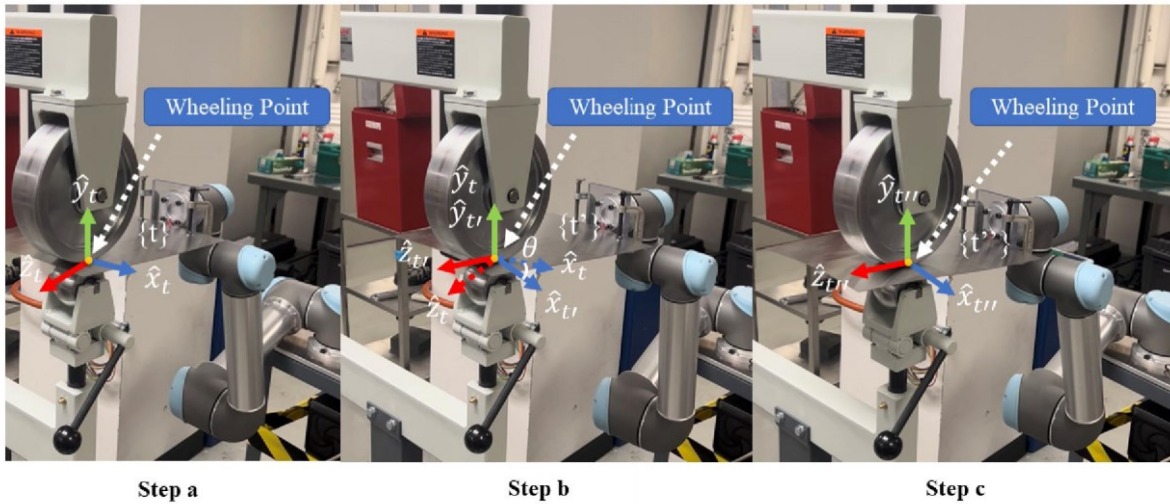 Wheeling Point
ŷt
{t}
ẑt
x̂t
Step a
Wheeling Point
ŷt
ŷt′
{t'}
θ
ẑt′
x̂t
ẑt
x̂t′
Step b
Wheeling Point
ŷt′′
{t''}
ẑt′′
x̂t′′
Step c